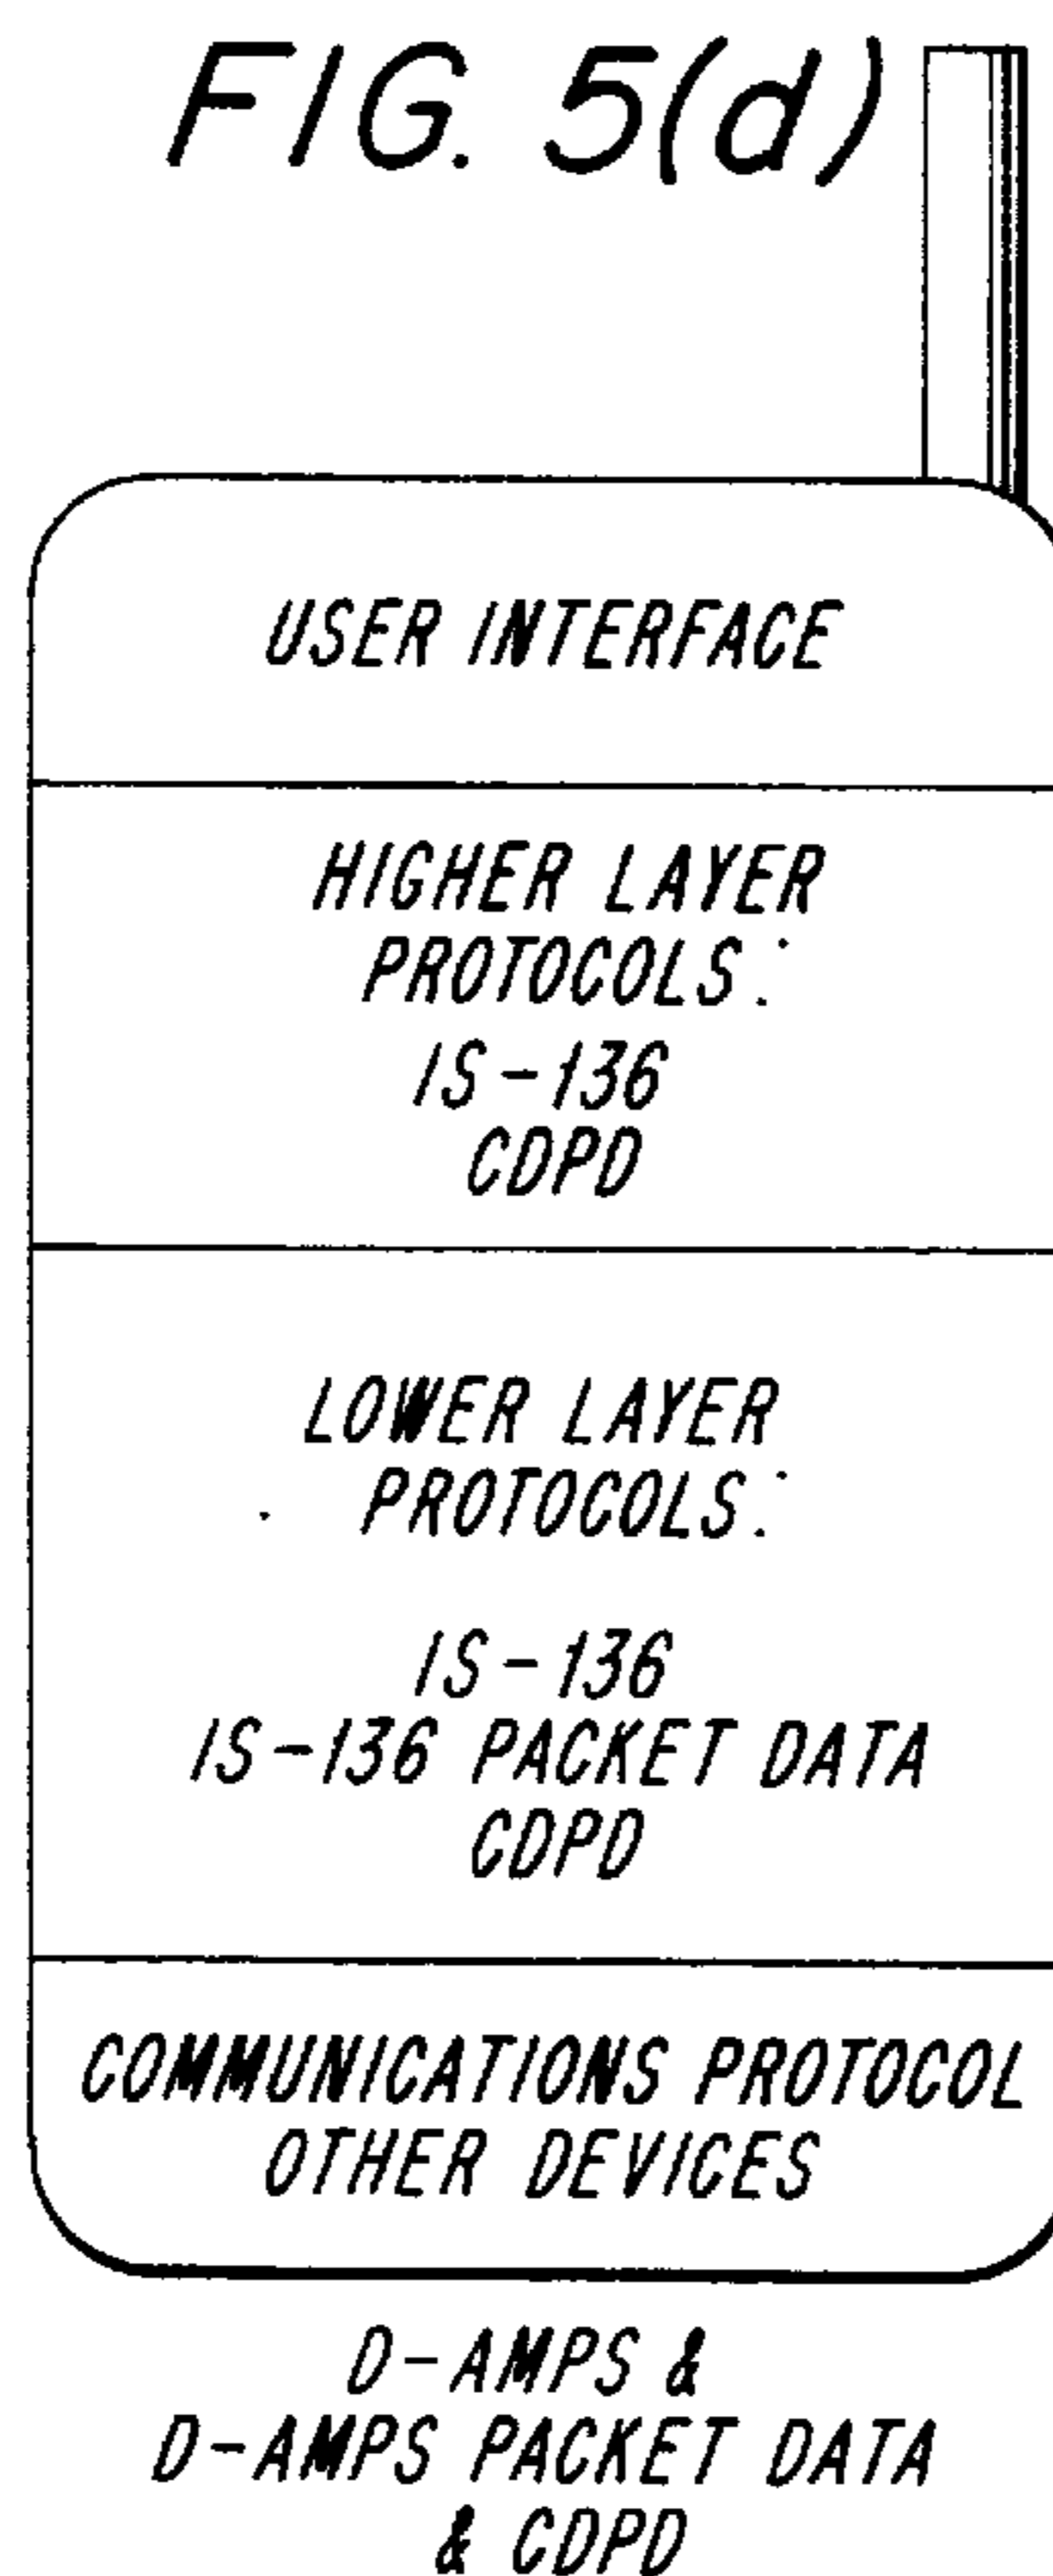 FIG. 5(d)
USER INTERFACE
HIGHER LAYER
PROTOCOLS:
IS-136
CDPD
LOWER LAYER
PROTOCOLS:
IS-136
IS-136 PACKET DATA
CDPD
COMMUNICATIONS PROTOCOL
OTHER DEVICES
D-AMPS &
D-AMPS PACKET DATA
& CDPD